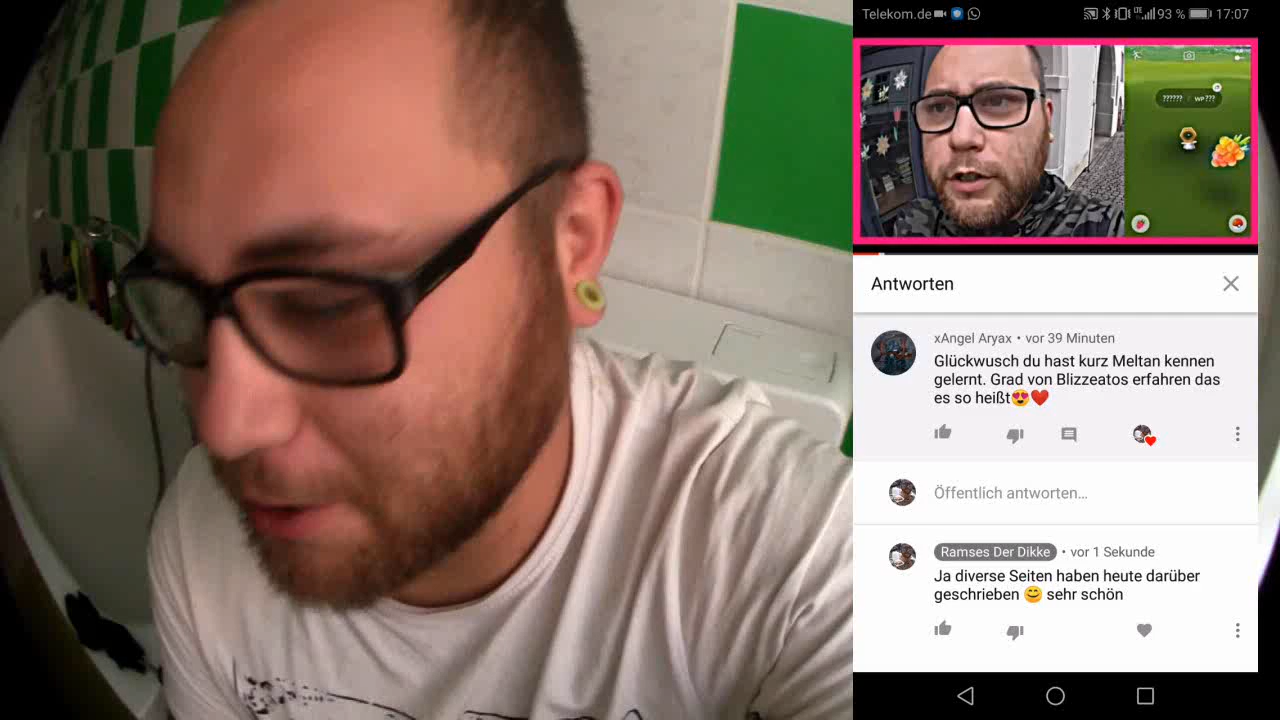 Telekom.de LTE 93 % 17:07
?????? / WP???
Antworten
xAngel Aryax • vor 39 Minuten
Glückwusch du hast kurz Meltan kennen
gelernt. Grad von Blizzeatos erfahren das
es so heißt😍❤️
Öffentlich antworten…
Ramses Der Dikke • vor 1 Sekunde
Ja diverse Seiten haben heute darüber
geschrieben 😊 sehr schön